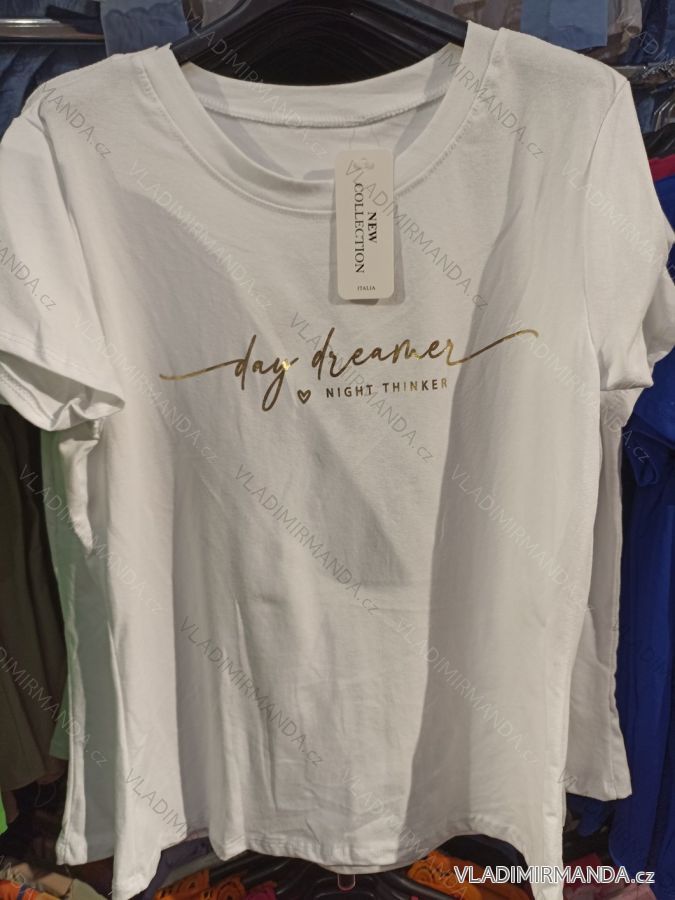 NEW
COLLECTION
ITALIA
day dreamer
NIGHT THINKER
VLADIMIRMANDA.cz